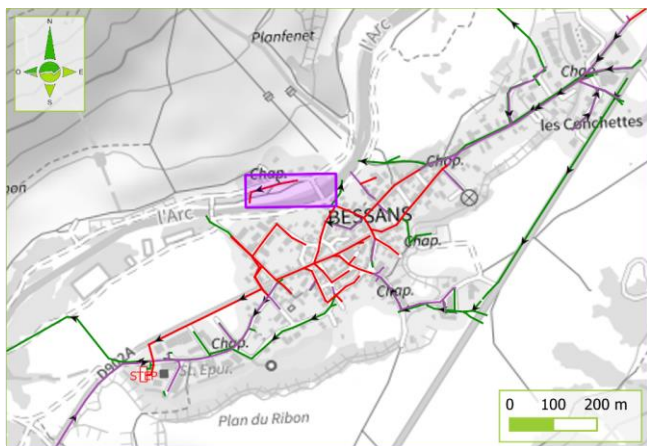 N
O
E
S
Planfenet
l'Arc
Chap.
les Conchettes
Chap.
Chap.
BESSANS
l'Arc
Chap.
Chap.
Chap.
D902A
STEP
St. Epur.
Plan du Ribon
0 100 200 m